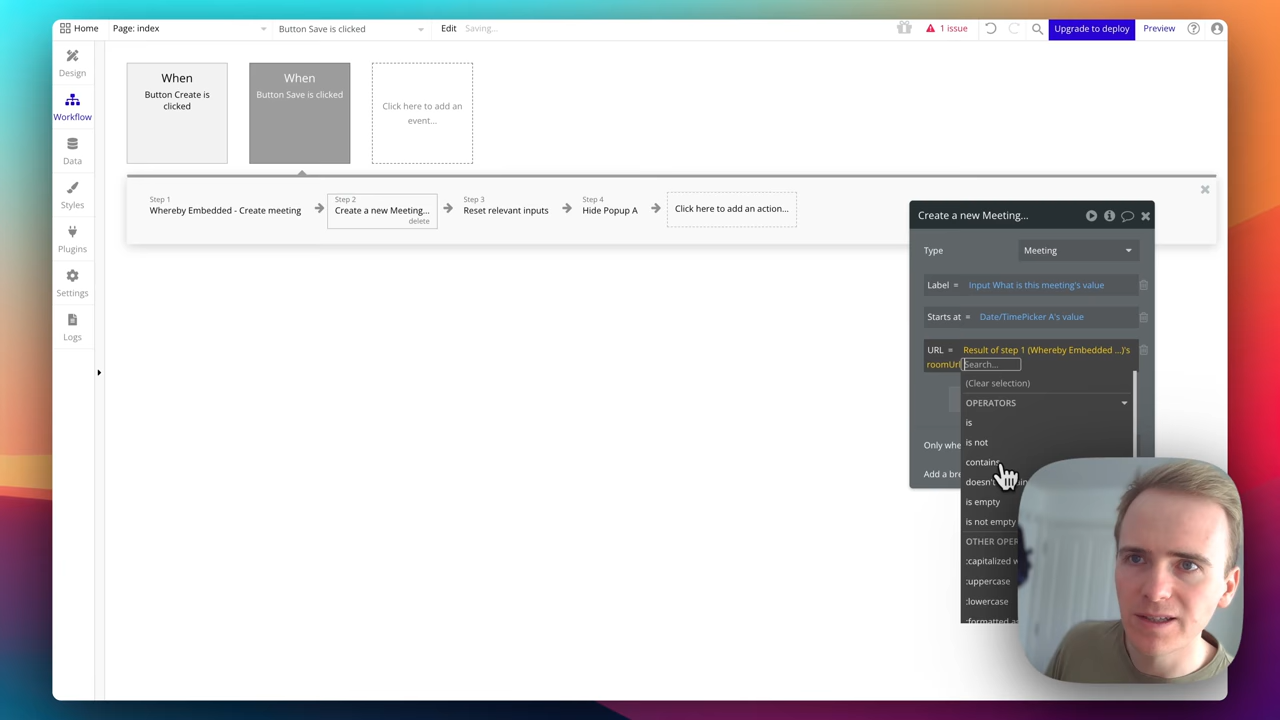 Home
Page: index
Button Save is clicked
Edit
Saving...
1 issue
Upgrade to deploy
Preview
Design
Workflow
Data
Styles
Plugins
Settings
Logs
When
Button Create is
clicked
When
Button Save is clicked
Click here to add an
event...
Step 1
Whereby Embedded - Create meeting
Step 2
Create a new Meeting...
delete
Step 3
Reset relevant inputs
Step 4
Hide Popup A
Click here to add an action...
Create a new Meeting...
Type
Meeting
Label =
Input What is this meeting's value
Starts at =
Date/TimePicker A's value
URL =
Result of step 1 (Whereby Embedded ...)'s
roomUrl
Search...
(Clear selection)
OPERATORS
is
is not
contains
doesn't
is empty
is not empty
OTHER
:capitalized
:uppercase
:lowercase
:formatted
Only
Add a